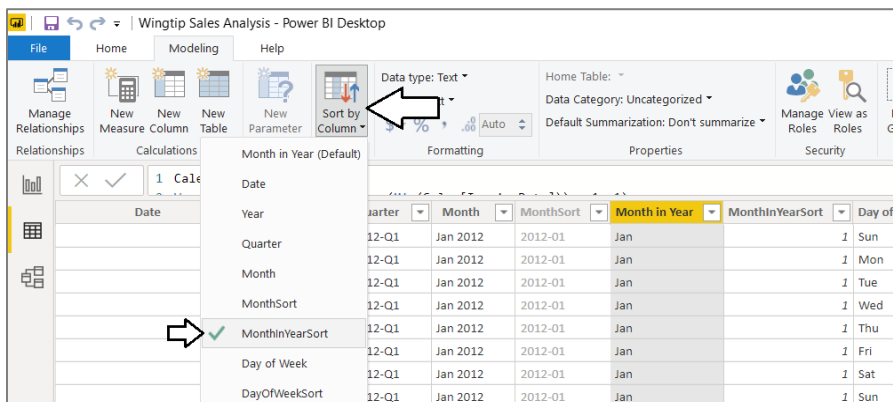 Wingtip Sales Analysis - Power BI Desktop
File Home Modeling Help
Manage Relationships
New Measure
New Column
New Table
New Parameter
Sort by Column
Data type: Text
$ % , .00 Auto
Home Table:
Data Category: Uncategorized
Default Summarization: Don't summarize
Manage Roles
View as Roles
Relationships Calculations Formatting Properties Security
1 Cale
Month in Year (Default)
Date
Year
Quarter
Month
MonthSort
MonthInYearSort
Day of Week
DayOfWeekSort
Date uarter Month MonthSort Month in Year MonthInYearSort Day of
12-Q1 Jan 2012 2012-01 Jan 1 Sun
12-Q1 Jan 2012 2012-01 Jan 1 Mon
12-Q1 Jan 2012 2012-01 Jan 1 Tue
12-Q1 Jan 2012 2012-01 Jan 1 Wed
12-Q1 Jan 2012 2012-01 Jan 1 Thu
12-Q1 Jan 2012 2012-01 Jan 1 Fri
12-Q1 Jan 2012 2012-01 Jan 1 Sat
12-Q1 Jan 2012 2012-01 Jan 1 Sun